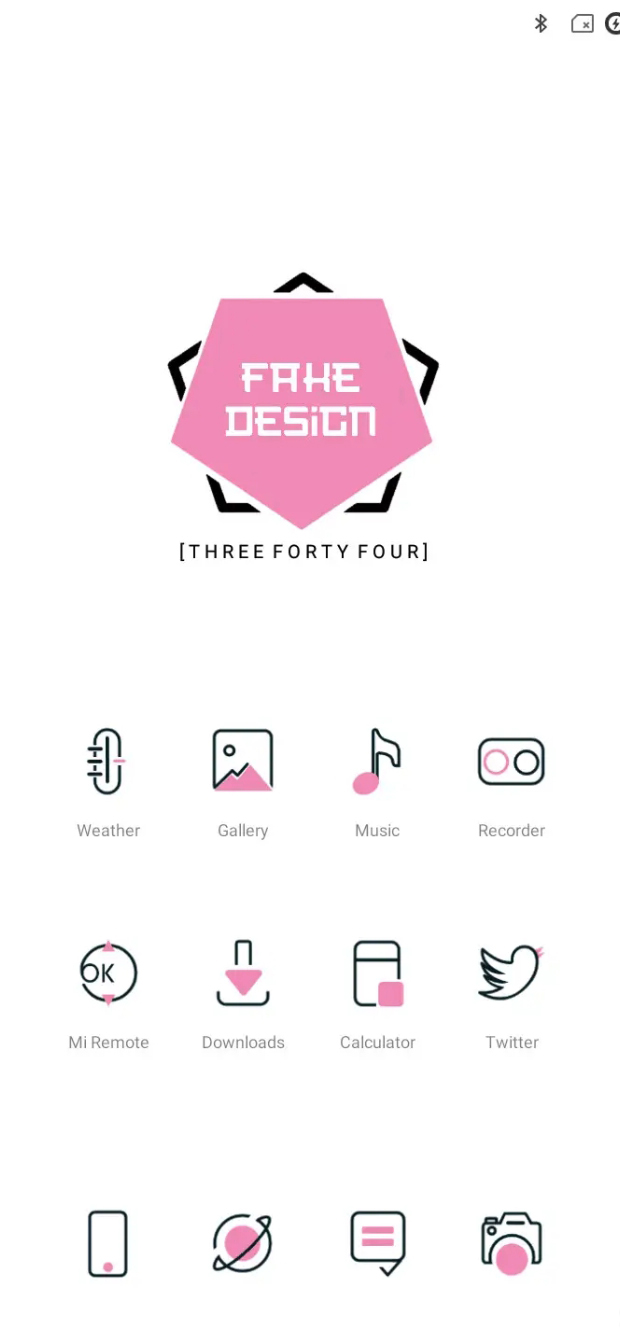 FAKE
DESiGN
[THREE FORTY FOUR]
Weather Gallery Music Recorder
OK
Mi Remote Downloads Calculator Twitter